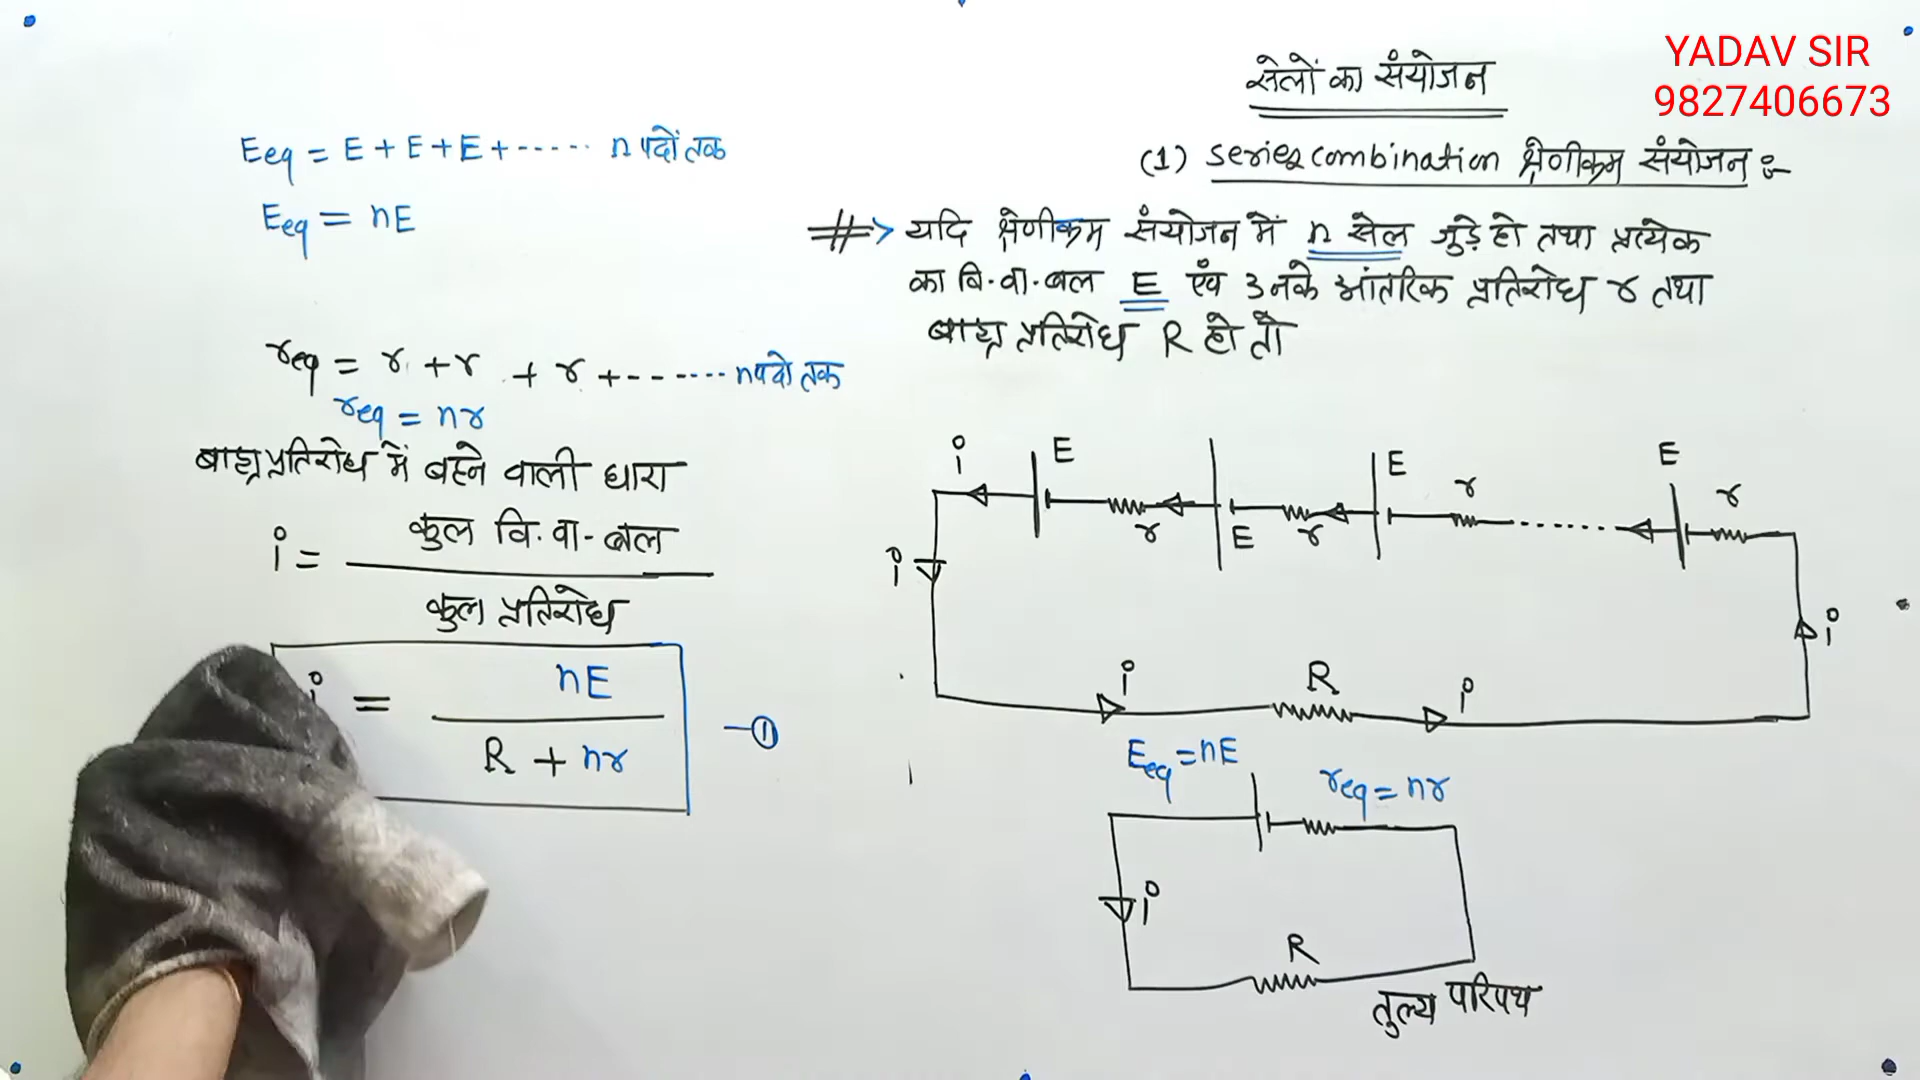 YADAV SIR
9827406673
सेलों का संयोजन
(1) series combination श्रेणीक्रम संयोजन :-
यदि श्रेणीक्रम संयोजन में n सेल जुड़े हो तथा प्रत्येक
का वि.वा.बल E एंव उनके आंतरिक प्रतिरोध r तथा
बाह्य प्रतिरोध R हो तो
Eeq = E + E + E + ----- n पदों तक
Eeq = nE
req = r + r + r + ------- n पदो तक
req = nr
बाह्य प्रतिरोध में बहने वाली धारा
i = कुल वि.वा-बल
कुल प्रतिरोध
i = nE
R + nr
-①
i E E E
r r
i r E r
i
i R i
Eeq = nE req = nr
i
R
तुल्य परिपथ